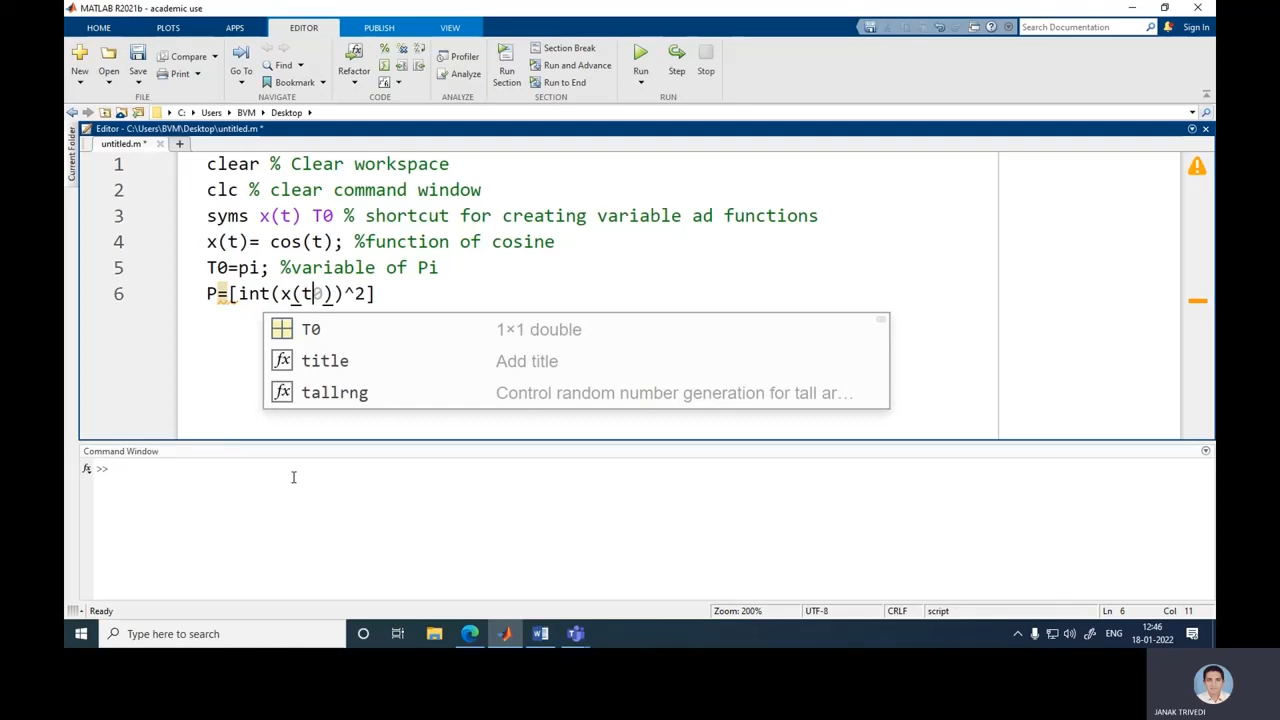 MATLAB R2021b - academic use
HOME PLOTS APPS EDITOR PUBLISH VIEW Search Documentation Sign In
New Open Save Compare Print Go To Find Bookmark Refactor Profiler Analyze Run Section Section Break Run and Advance Run to End Run Step Stop
FILE NAVIGATE CODE ANALYZE SECTION RUN
C: Users BVM Desktop
Current Folder
Editor - C:\Users\BVM\Desktop\untitled.m *
untitled.m *
1 clear % Clear workspace
2 clc % clear command window
3 syms x(t) T0 % shortcut for creating variable ad functions
4 x(t)= cos(t); %function of cosine
5 T0=pi; %variable of Pi
6 P=[int(x(t0))^2]
T0 1×1 double
fx title Add title
fx tallrng Control random number generation for tall ar…
Command Window
fx >>
Ready Zoom: 200% UTF-8 CRLF script Ln 6 Col 11
Type here to search ENG 12:46
18-01-2022
JANAK TRIVEDI